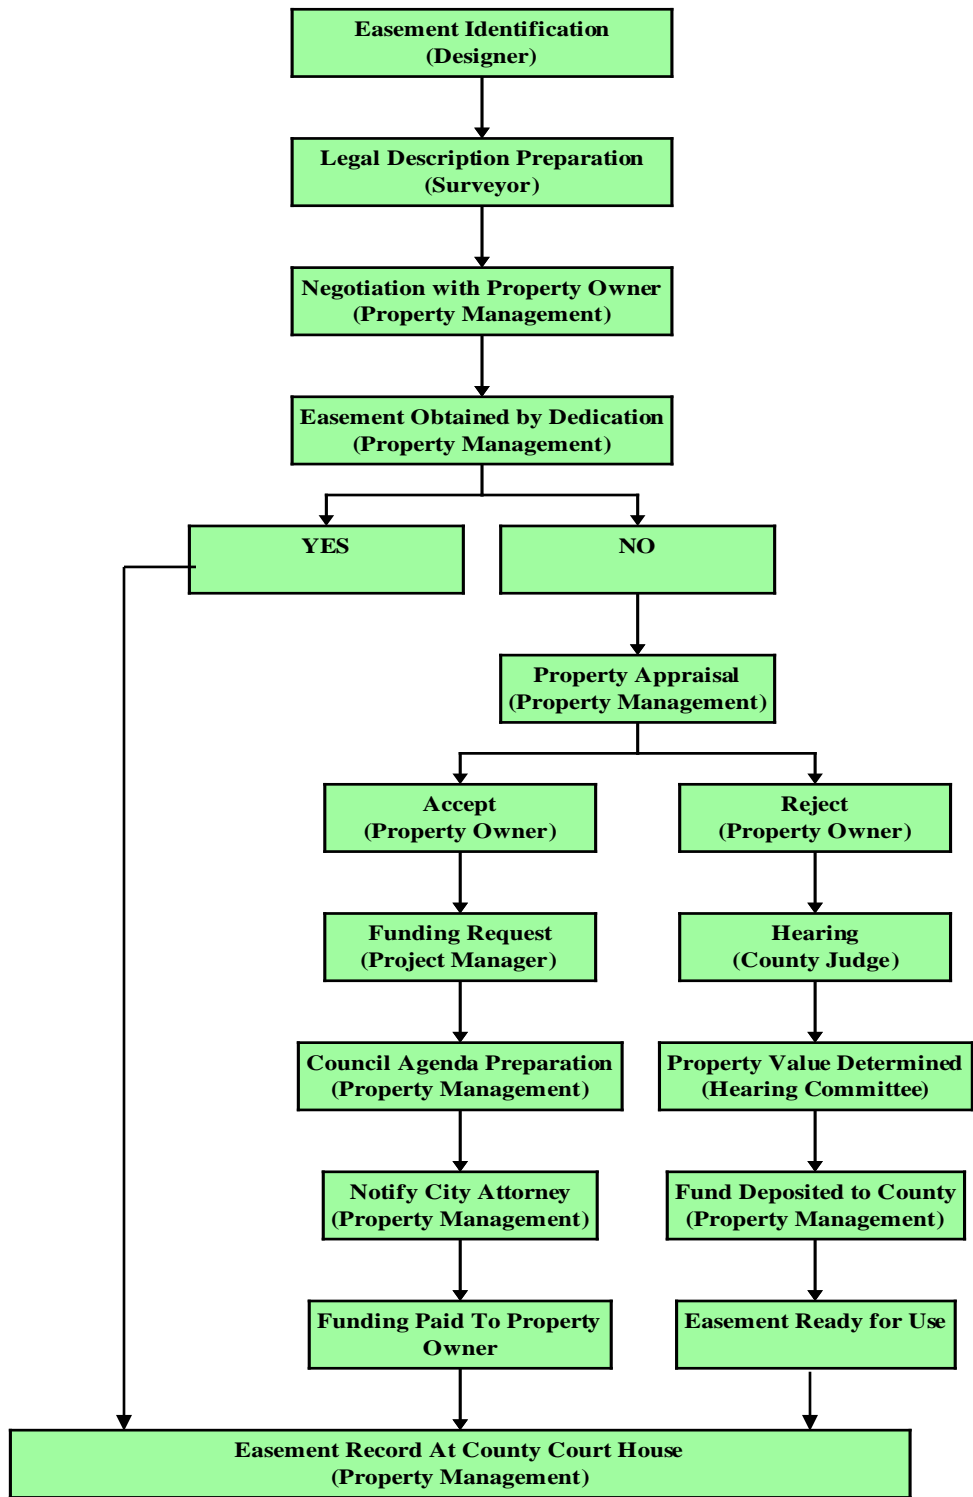 Easement Identification
(Designer)
Legal Description Preparation
(Surveyor)
Negotiation with Property Owner
(Property Management)
Easement Obtained by Dedication
(Property Management)
YES
NO
Property Appraisal
(Property Management)
Accept
(Property Owner)
Reject
(Property Owner)
Funding Request
(Project Manager)
Hearing
(County Judge)
Council Agenda Preparation
(Property Management)
Property Value Determined
(Hearing Committee)
Notify City Attorney
(Property Management)
Fund Deposited to County
(Property Management)
Funding Paid To Property
Owner
Easement Ready for Use
Easement Record At County Court House
(Property Management)